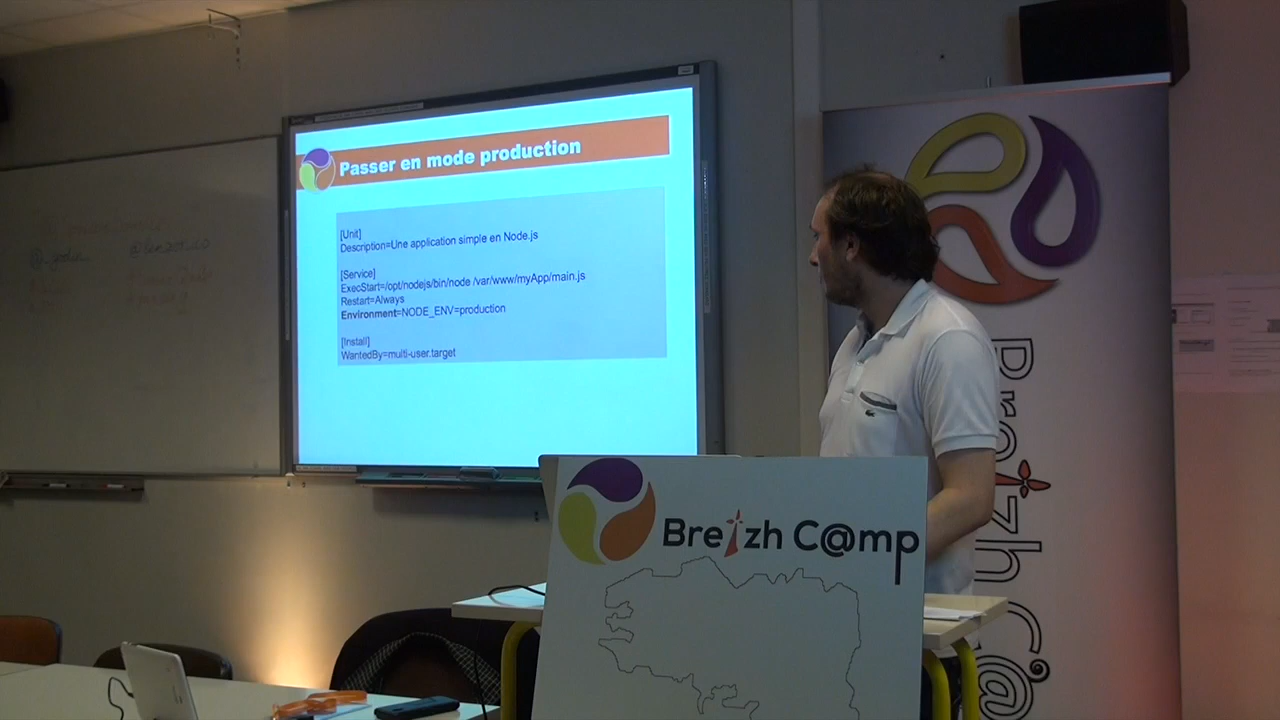 Passer en mode production
[Unit]
Description=Une application simple en Node.js
[Service]
ExecStart=/opt/nodejs/bin/node /var/www/myApp/main.js
Restart=Always
Environment=NODE_ENV=production
[Install]
WantedBy=multi-user.target
Breizh C@mp
Breizh C@